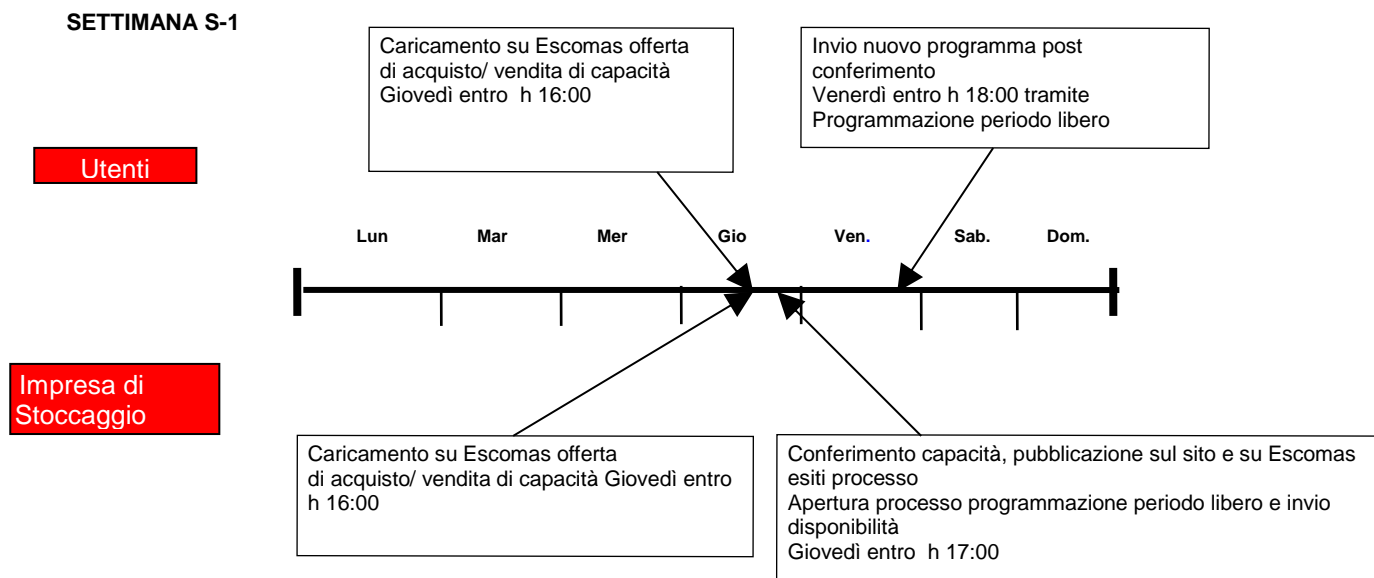 SETTIMANA S-1
Caricamento su Escomas offerta
di acquisto/ vendita di capacità
Giovedì entro h 16:00
Invio nuovo programma post
conferimento
Venerdì entro h 18:00 tramite
Programmazione periodo libero
Utenti
Lun Mar Mer Gio Ven. Sab. Dom.
Impresa di
Stoccaggio
Caricamento su Escomas offerta
di acquisto/ vendita di capacità Giovedì entro
h 16:00
Conferimento capacità, pubblicazione sul sito e su Escomas
esiti processo
Apertura processo programmazione periodo libero e invio
disponibilità
Giovedì entro h 17:00